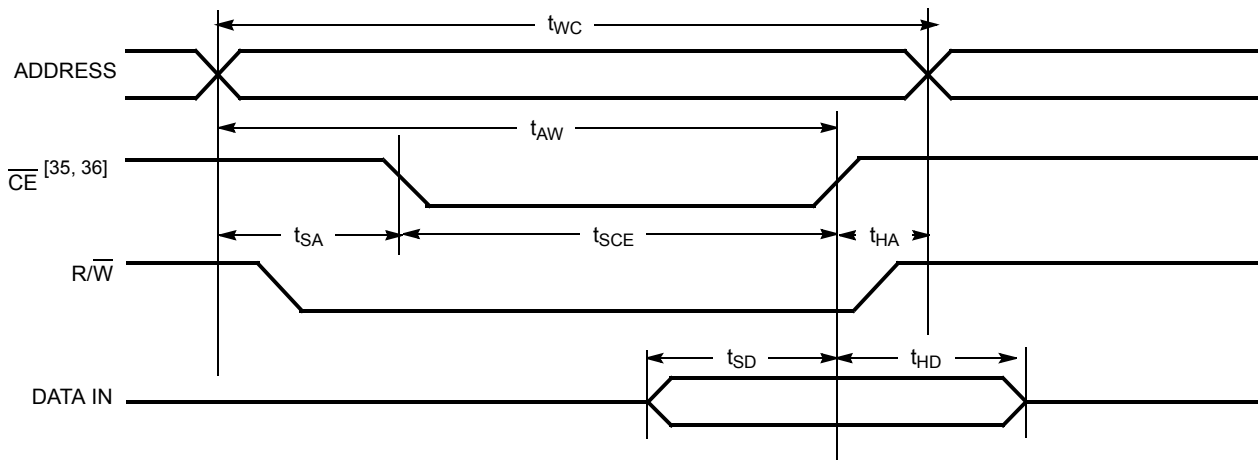 tWC
ADDRESS
tAW
CE [35, 36]
tSA
tSCE
tHA
R/W
tSD
tHD
DATA IN